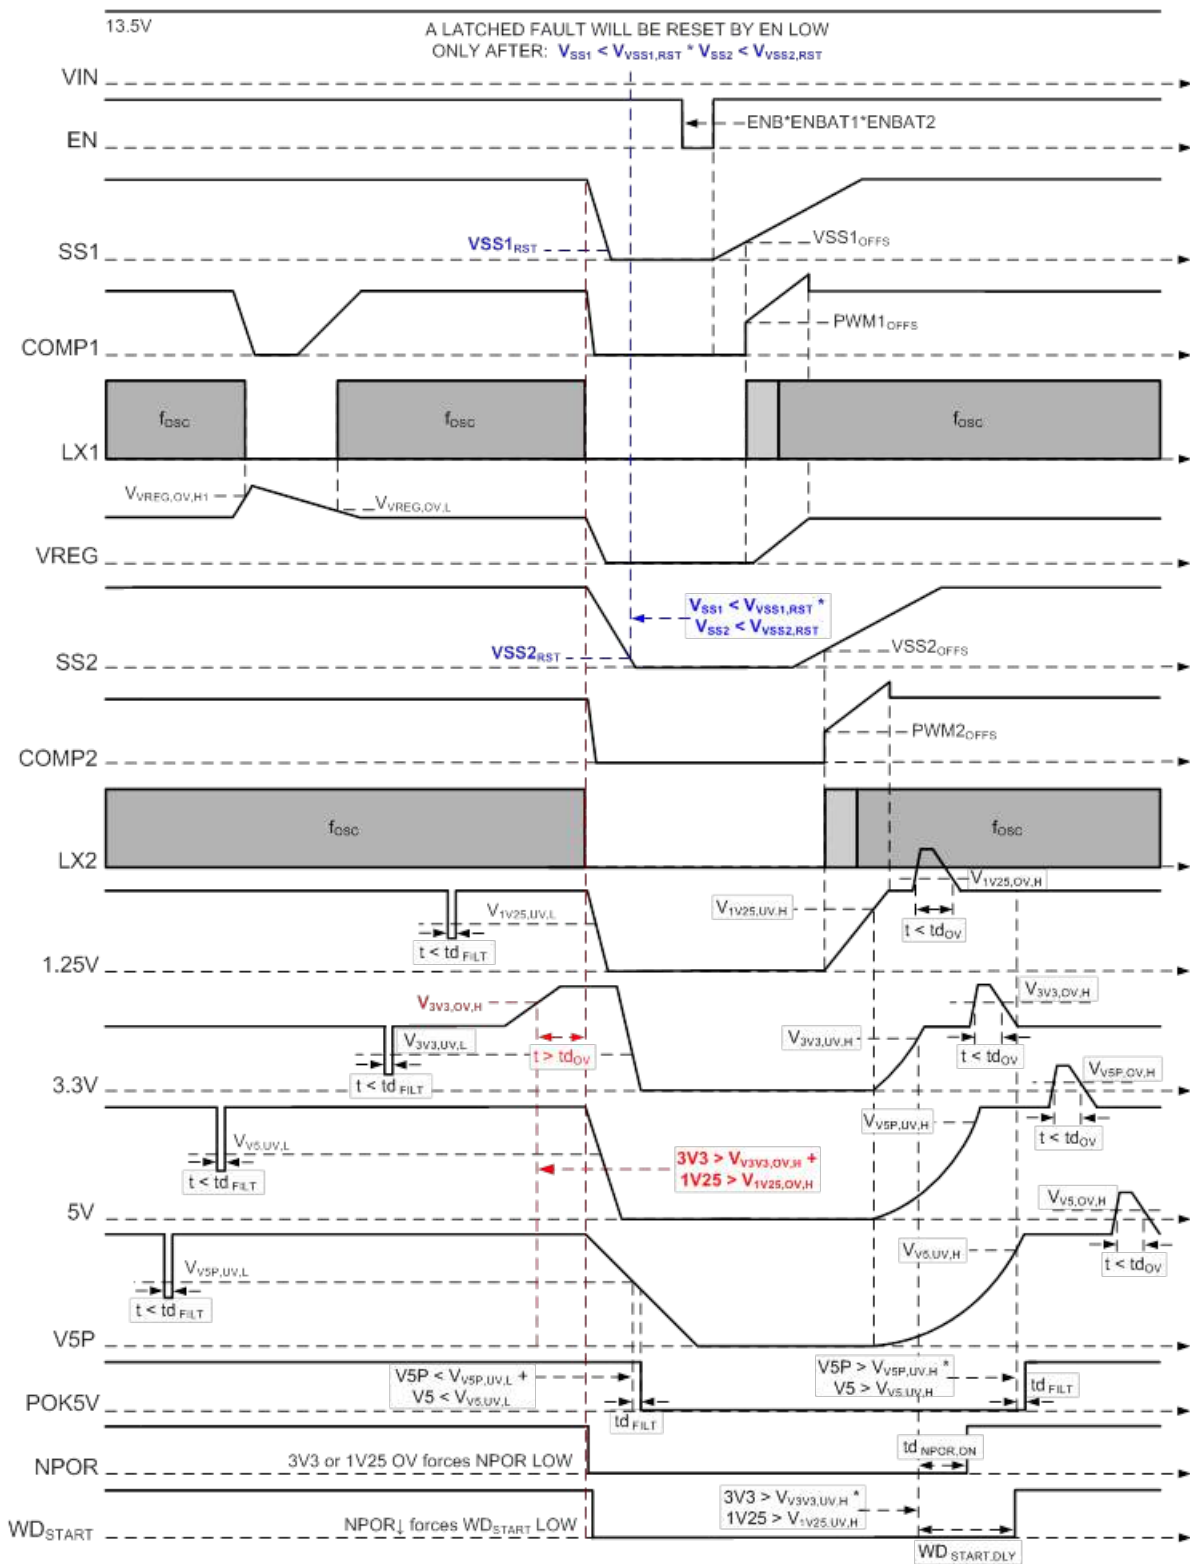 13.5V
A LATCHED FAULT WILL BE RESET BY EN LOW
ONLY AFTER: VSS1 < VVSS1,RST * VSS2 < VVSS2,RST
VIN
ENB*ENBAT1*ENBAT2
EN
VSS1RST
VSS1OFFS
SS1
PWM1OFFS
COMP1
fOSC
fOSC
fOSC
LX1
VVREG,OV,H1
VVREG,OV,L
VREG
VSS1 < VVSS1,RST *
VSS2 < VVSS2,RST
VSS2RST
VSS2OFFS
SS2
PWM2OFFS
COMP2
fOSC
fOSC
LX2
V1V25,OV,H
V1V25,UV,L
V1V25,UV,H
t < tdOV
t < tdFILT
1.25V
V3V3,OV,H
V3V3,OV,H
V3V3,UV,L
V3V3,UV,H
t > tdOV
t < tdOV
t < tdFILT
3.3V
VV5P,OV,H
VV5P,UV,H
VV5,UV,L
t < tdOV
3V3 > VV3V3,OV,H +
1V25 > V1V25,OV,H
t < tdFILT
VV5,OV,H
5V
VV5,UV,H
VV5P,UV,L
t < tdOV
t < tdFILT
V5P
V5P < VV5P,UV,L +
V5 < VV5,UV,L
V5P > VV5P,UV,H *
V5 > VV5,UV,H
tdFILT
POK5V
tdFILT
tdNPOR,ON
NPOR
3V3 or 1V25 OV forces NPOR LOW
3V3 > VV3V3,UV,H *
1V25 > V1V25,UV,H
WDSTART
NPOR↓ forces WDSTART LOW
WDSTART,DLY